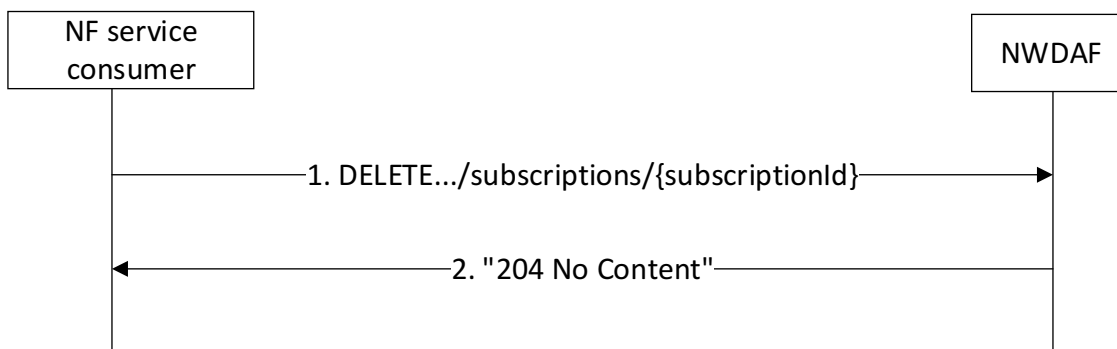 NF service
consumer
NWDAF
1. DELETE.../subscriptions/{subscriptionId}
2. "204 No Content"